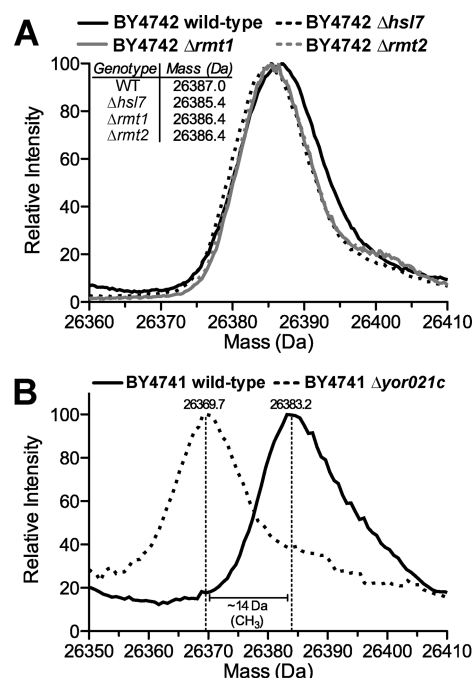 A
BY4742 wild-type BY4742 Δhsl7
BY4742 Δrmt1 BY4742 Δrmt2
Genotype Mass (Da)
WT 26387.0
Δhsl7 26385.4
Δrmt1 26386.4
Δrmt2 26386.4
100
80
60
40
20
0
Relative Intensity
26360 26370 26380 26390 26400 26410
Mass (Da)
B
BY4741 wild-type BY4741 Δyor021c
26369.7 26383.2
100
80
60
40
20
0
Relative Intensity
~14 Da
(CH3)
26350 26360 26370 26380 26390 26400 26410
Mass (Da)